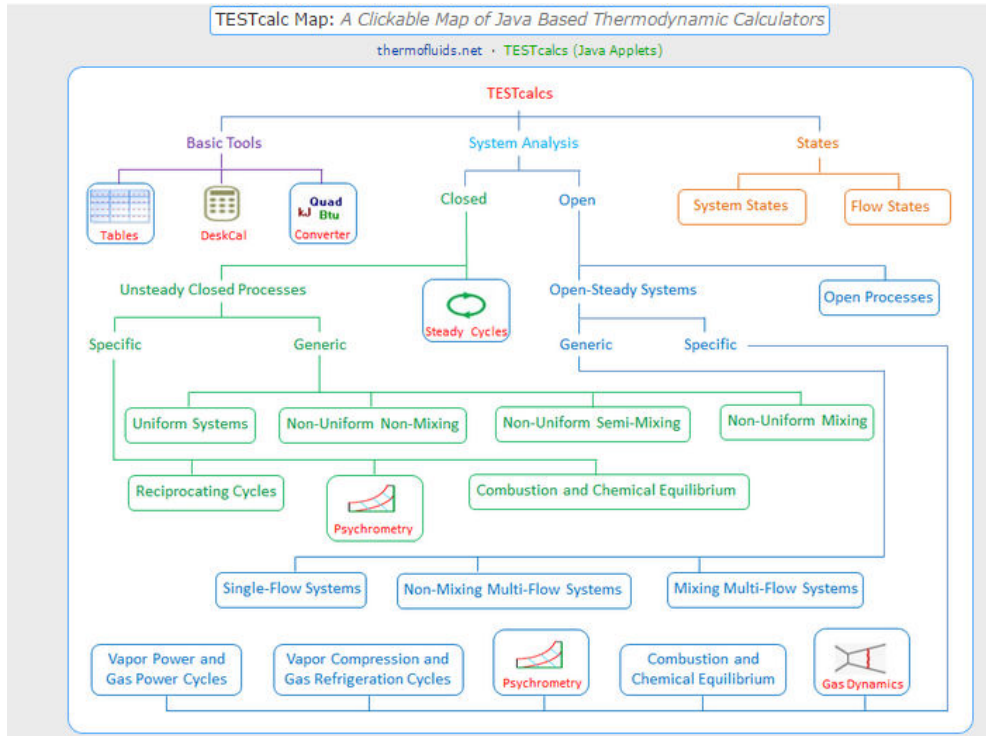 TESTcalc Map: A Clickable Map of Java Based Thermodynamic Calculators
thermofluids.net · TESTcalcs (Java Applets)
TESTcalcs
Basic Tools
System Analysis
States
Tables
DeskCal
Quad
kJ Btu
Converter
Closed
Open
System States
Flow States
Unsteady Closed Processes
Steady Cycles
Open-Steady Systems
Open Processes
Specific
Generic
Generic
Specific
Uniform Systems
Non-Uniform Non-Mixing
Non-Uniform Semi-Mixing
Non-Uniform Mixing
Reciprocating Cycles
Psychrometry
Combustion and Chemical Equilibrium
Single-Flow Systems
Non-Mixing Multi-Flow Systems
Mixing Multi-Flow Systems
Vapor Power and
Gas Power Cycles
Vapor Compression and
Gas Refrigeration Cycles
Psychrometry
Combustion and
Chemical Equilibrium
Gas Dynamics